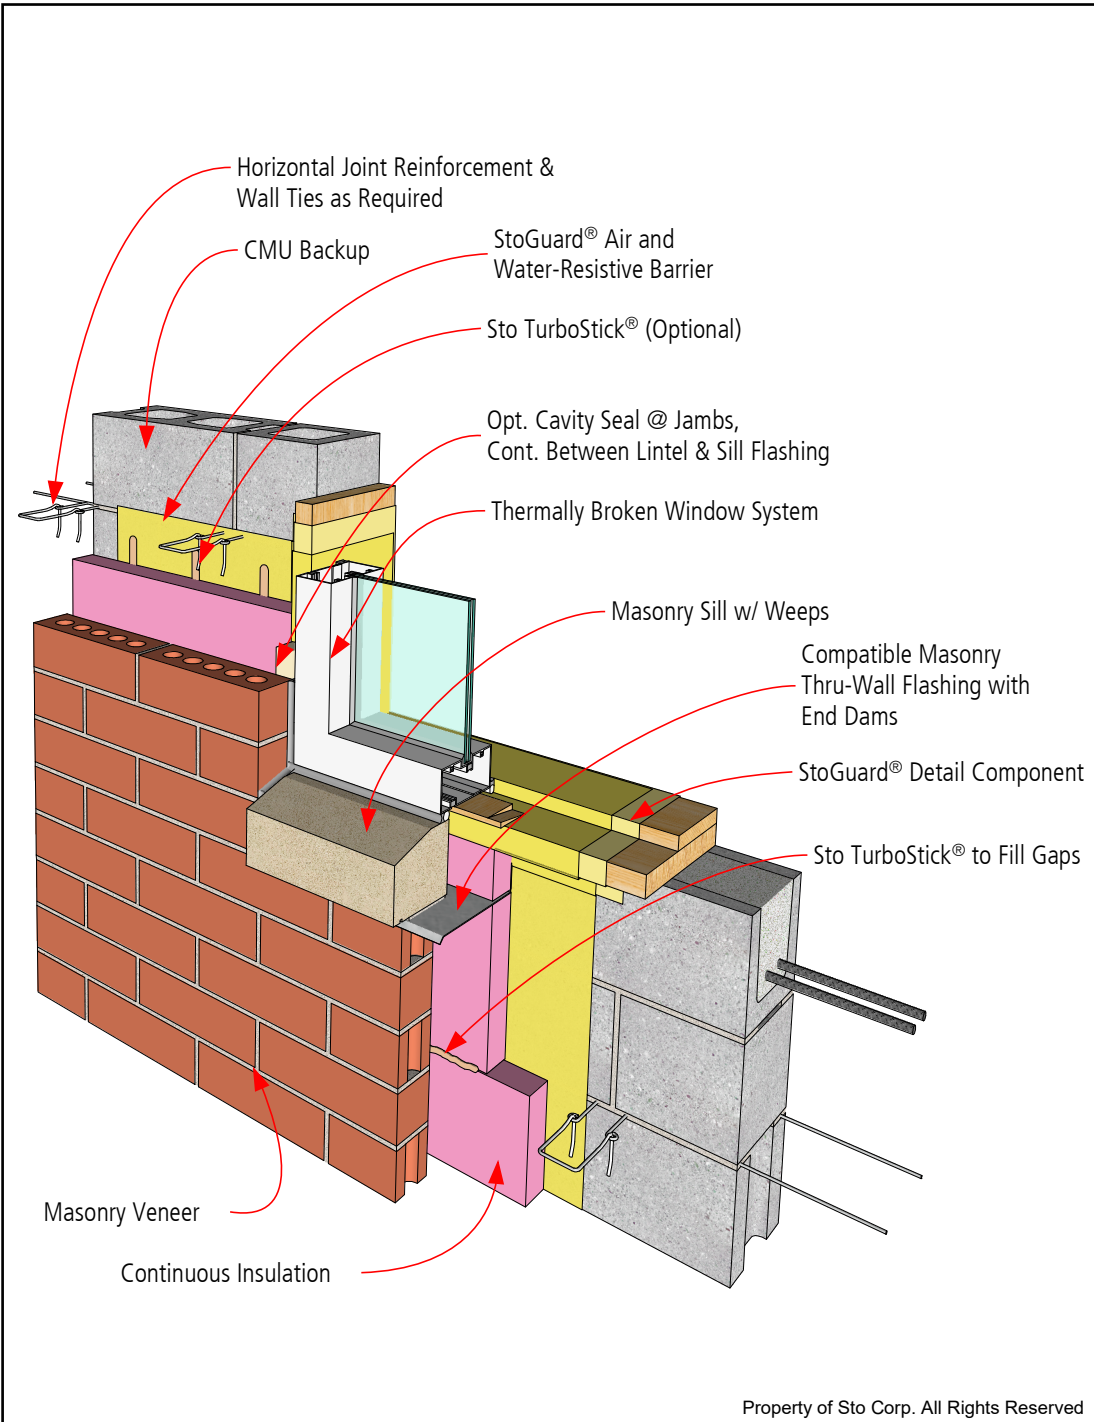 Horizontal Joint Reinforcement &
Wall Ties as Required
CMU Backup
StoGuard® Air and
Water-Resistive Barrier
Sto TurboStick® (Optional)
Opt. Cavity Seal @ Jambs,
Cont. Between Lintel & Sill Flashing
Thermally Broken Window System
Masonry Sill w/ Weeps
Compatible Masonry
Thru-Wall Flashing with
End Dams
StoGuard® Detail Component
Sto TurboStick® to Fill Gaps
Masonry Veneer
Continuous Insulation
Property of Sto Corp. All Rights Reserved